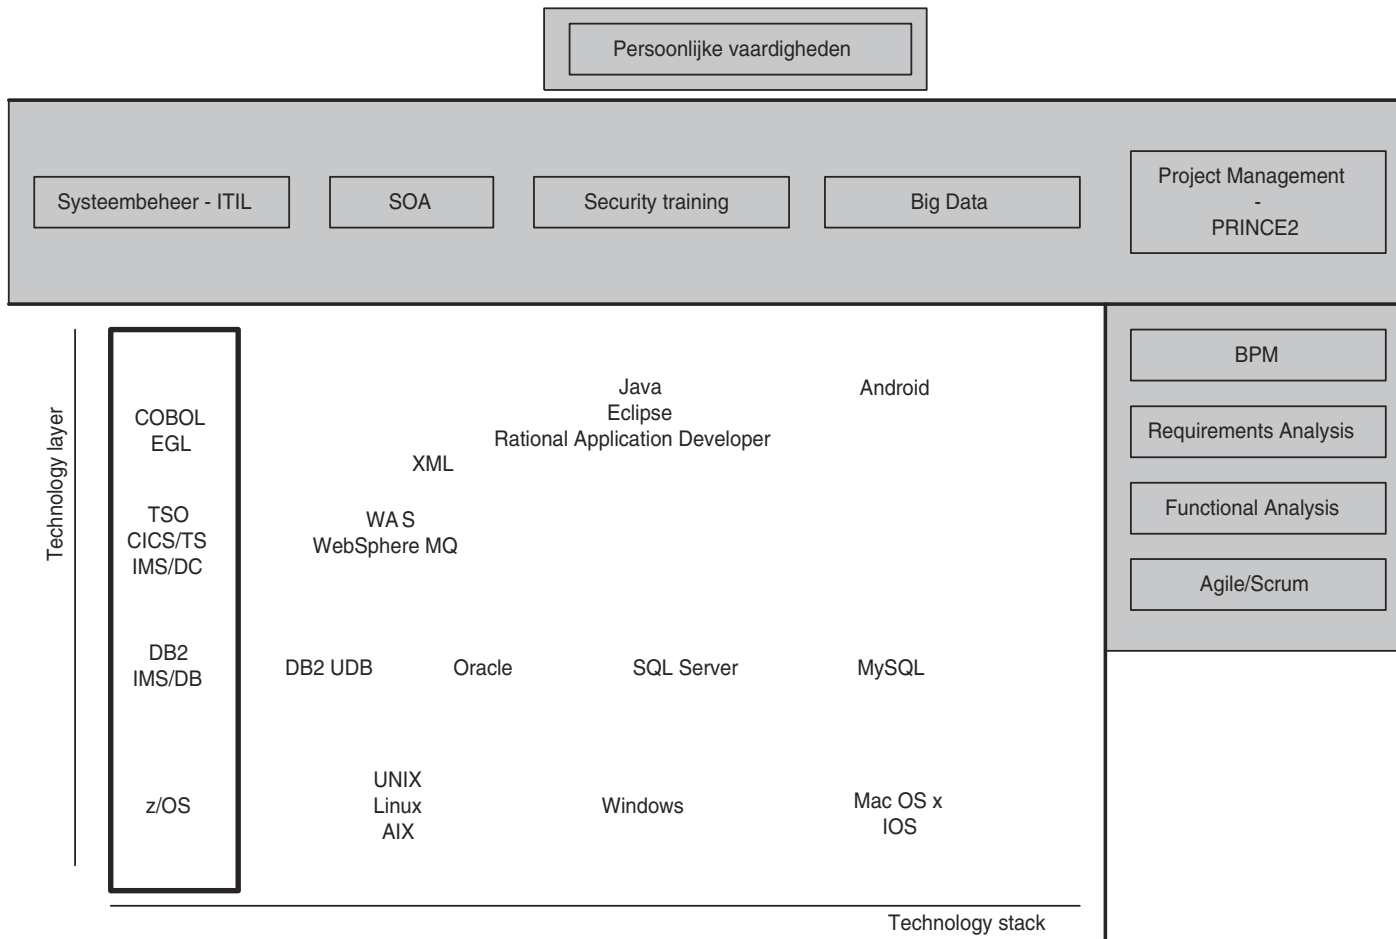 Persoonlijke vaardigheden
Systeembeheer - ITIL
SOA
Security training
Big Data
Project Management
-
PRINCE2
BPM
Requirements Analysis
Functional Analysis
Agile/Scrum
Technology layer
COBOL
EGL
Java
Eclipse
Rational Application Developer
Android
XML
TSO
CICS/TS
IMS/DC
WAS
WebSphere MQ
DB2
IMS/DB
DB2 UDB
Oracle
SQL Server
MySQL
z/OS
UNIX
Linux
AIX
Windows
Mac OS x
IOS
Technology stack